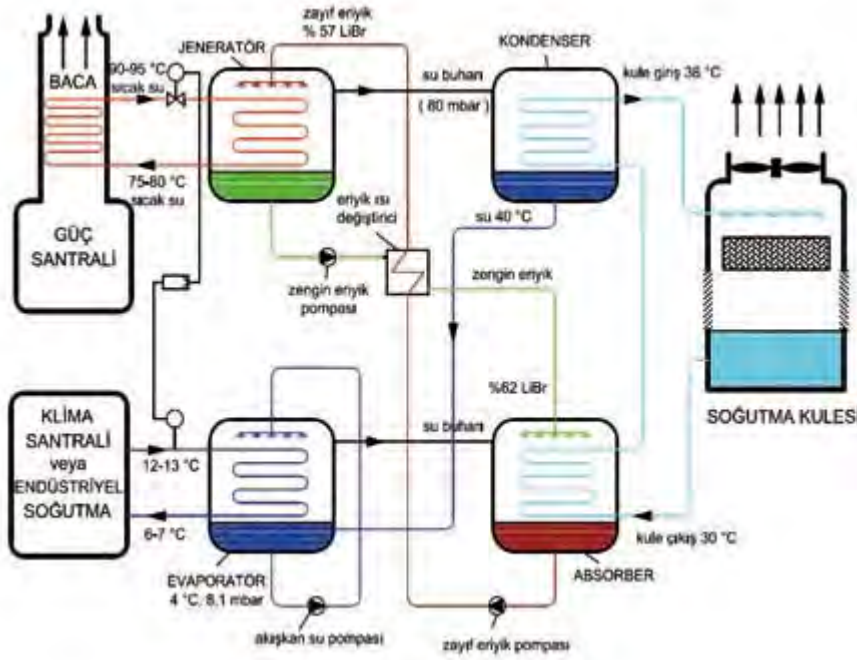 zayıf eriyik
% 57 LiBr
JENERATÖR
KONDENSER
BACA
90-95 °C
sıcak su
su buharı
( 80 mbar )
kule giriş 36 °C
75-80 °C
sıcak su
eriyik ısı
değiştirici
su 40 °C
GÜÇ
SANTRALİ
zengin eriyik
pompası
zengin eriyik
%62 LiBr
SOĞUTMA KULESİ
KLİMA
SANTRALİ
veya
ENDÜSTRİYEL
SOĞUTMA
12-13 °C
6-7 °C
su buharı
kule çıkış 30 °C
EVAPORATÖR
4 °C, 8,1 mbar
ABSORBER
akışkan su pompası
zayıf eriyik pompası